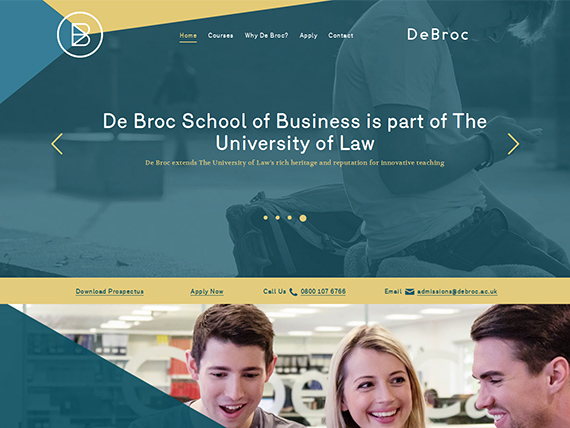 B
Home Courses Why De Broc? Apply Contact
DeBroc
De Broc School of Business is part of The
University of Law
De Broc extends The University of Law's rich heritage and reputation for innovative teaching
Download Prospectus Apply Now Call Us 0800 107 6766 Email admissions@debroc.ac.uk